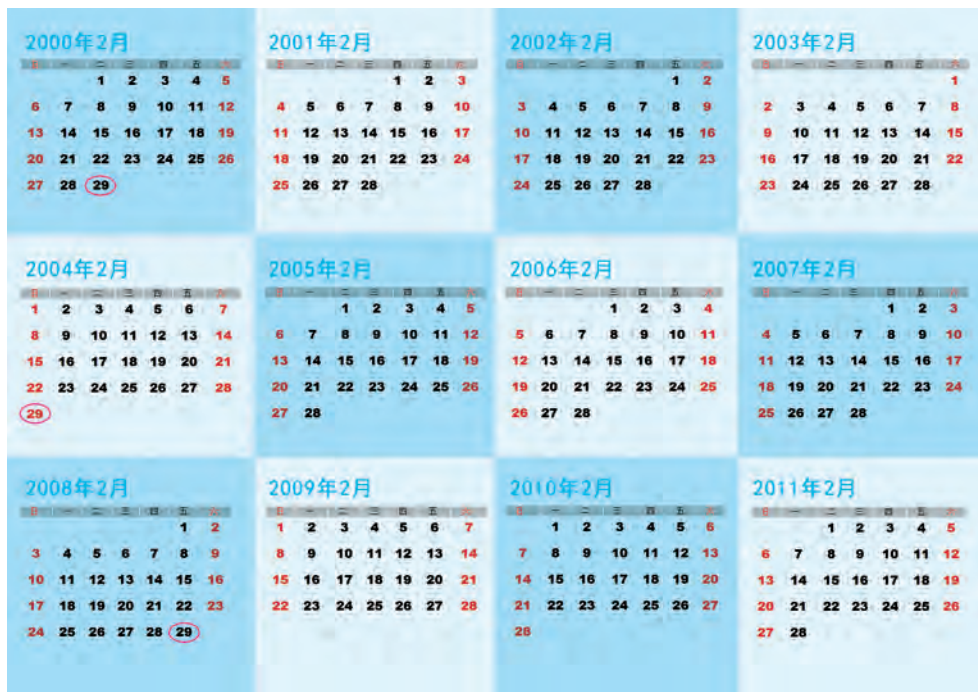 2000年2月
日 一 二 三 四 五 六
1 2 3 4 5
6 7 8 9 10 11 12
13 14 15 16 17 18 19
20 21 22 23 24 25 26
27 28 29
2001年2月
日 一 二 三 四 五 六
1 2 3
4 5 6 7 8 9 10
11 12 13 14 15 16 17
18 19 20 21 22 23 24
25 26 27 28
2002年2月
日 一 二 三 四 五 六
1 2
3 4 5 6 7 8 9
10 11 12 13 14 15 16
17 18 19 20 21 22 23
24 25 26 27 28
2003年2月
日 一 二 三 四 五 六
1
2 3 4 5 6 7 8
9 10 11 12 13 14 15
16 17 18 19 20 21 22
23 24 25 26 27 28
2004年2月
日 一 二 三 四 五 六
1 2 3 4 5 6 7
8 9 10 11 12 13 14
15 16 17 18 19 20 21
22 23 24 25 26 27 28
29
2005年2月
日 一 二 三 四 五 六
1 2 3 4 5
6 7 8 9 10 11 12
13 14 15 16 17 18 19
20 21 22 23 24 25 26
27 28
2006年2月
日 一 二 三 四 五 六
1 2 3 4
5 6 7 8 9 10 11
12 13 14 15 16 17 18
19 20 21 22 23 24 25
26 27 28
2007年2月
日 一 二 三 四 五 六
1 2 3
4 5 6 7 8 9 10
11 12 13 14 15 16 17
18 19 20 21 22 23 24
25 26 27 28
2008年2月
日 一 二 三 四 五 六
1 2
3 4 5 6 7 8 9
10 11 12 13 14 15 16
17 18 19 20 21 22 23
24 25 26 27 28 29
2009年2月
日 一 二 三 四 五 六
1 2 3 4 5 6 7
8 9 10 11 12 13 14
15 16 17 18 19 20 21
22 23 24 25 26 27 28
2010年2月
日 一 二 三 四 五 六
1 2 3 4 5 6
7 8 9 10 11 12 13
14 15 16 17 18 19 20
21 22 23 24 25 26 27
28
2011年2月
日 一 二 三 四 五 六
1 2 3 4 5
6 7 8 9 10 11 12
13 14 15 16 17 18 19
20 21 22 23 24 25 26
27 28